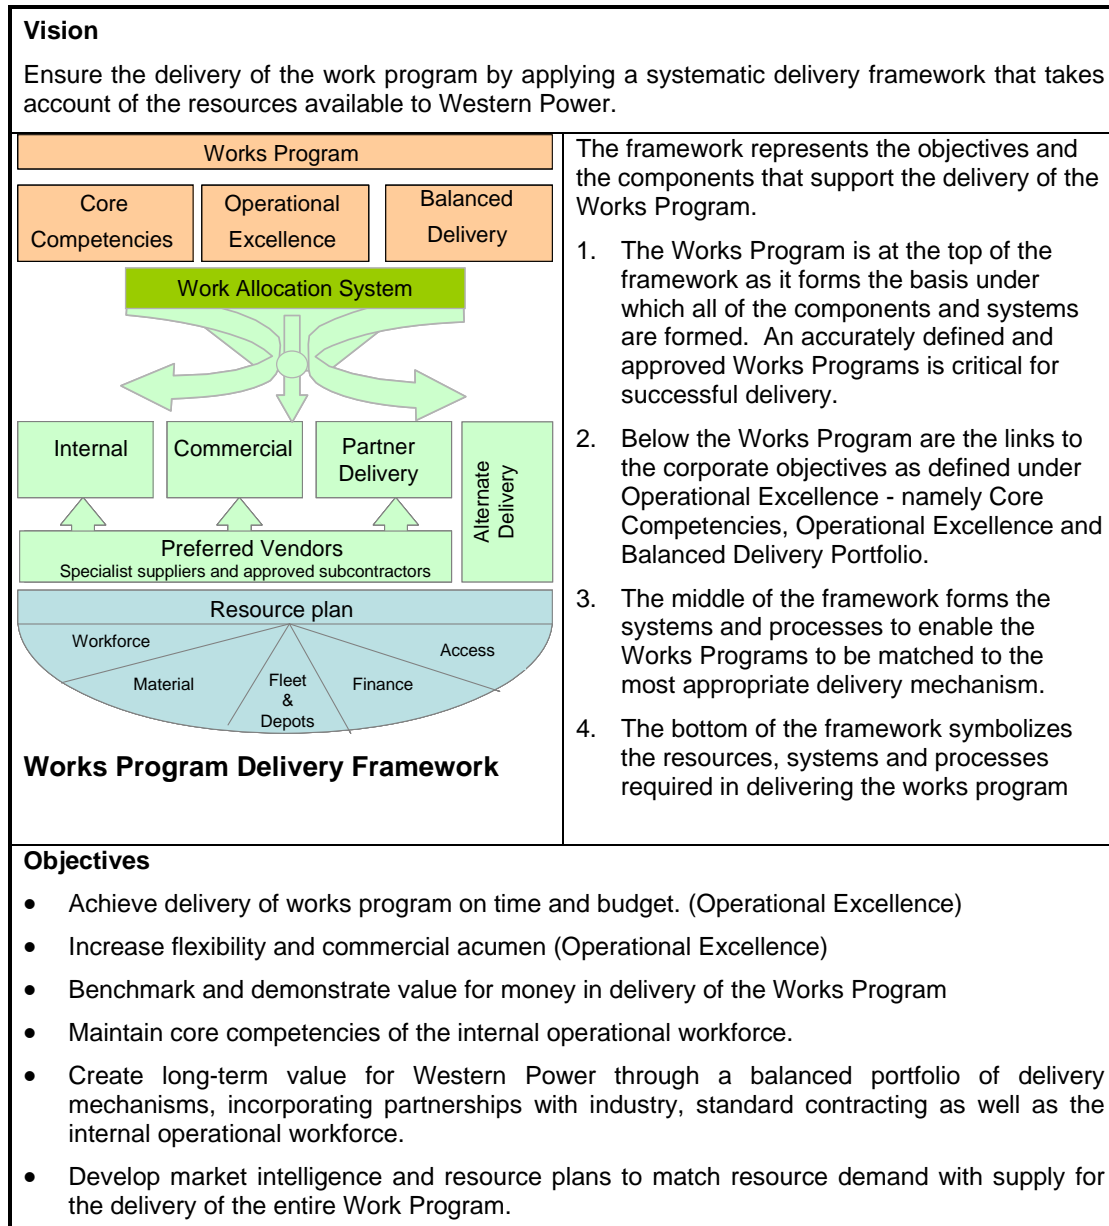 Vision
Ensure the delivery of the work program by applying a systematic delivery framework that takes
account of the resources available to Western Power.
Works Program
Core
Competencies
Operational
Excellence
Balanced
Delivery
Work Allocation System
Internal
Commercial
Partner
Delivery
Alternate
Delivery
Preferred Vendors
Specialist suppliers and approved subcontractors
Resource plan
Workforce
Material
Fleet
&
Depots
Finance
Access
Works Program Delivery Framework
The framework represents the objectives and
the components that support the delivery of the
Works Program.
1. The Works Program is at the top of the
framework as it forms the basis under
which all of the components and systems
are formed. An accurately defined and
approved Works Programs is critical for
successful delivery.
2. Below the Works Program are the links to
the corporate objectives as defined under
Operational Excellence - namely Core
Competencies, Operational Excellence and
Balanced Delivery Portfolio.
3. The middle of the framework forms the
systems and processes to enable the
Works Programs to be matched to the
most appropriate delivery mechanism.
4. The bottom of the framework symbolizes
the resources, systems and processes
required in delivering the works program
Objectives
• Achieve delivery of works program on time and budget. (Operational Excellence)
• Increase flexibility and commercial acumen (Operational Excellence)
• Benchmark and demonstrate value for money in delivery of the Works Program
• Maintain core competencies of the internal operational workforce.
• Create long-term value for Western Power through a balanced portfolio of delivery
mechanisms, incorporating partnerships with industry, standard contracting as well as the
internal operational workforce.
• Develop market intelligence and resource plans to match resource demand with supply for
the delivery of the entire Work Program.